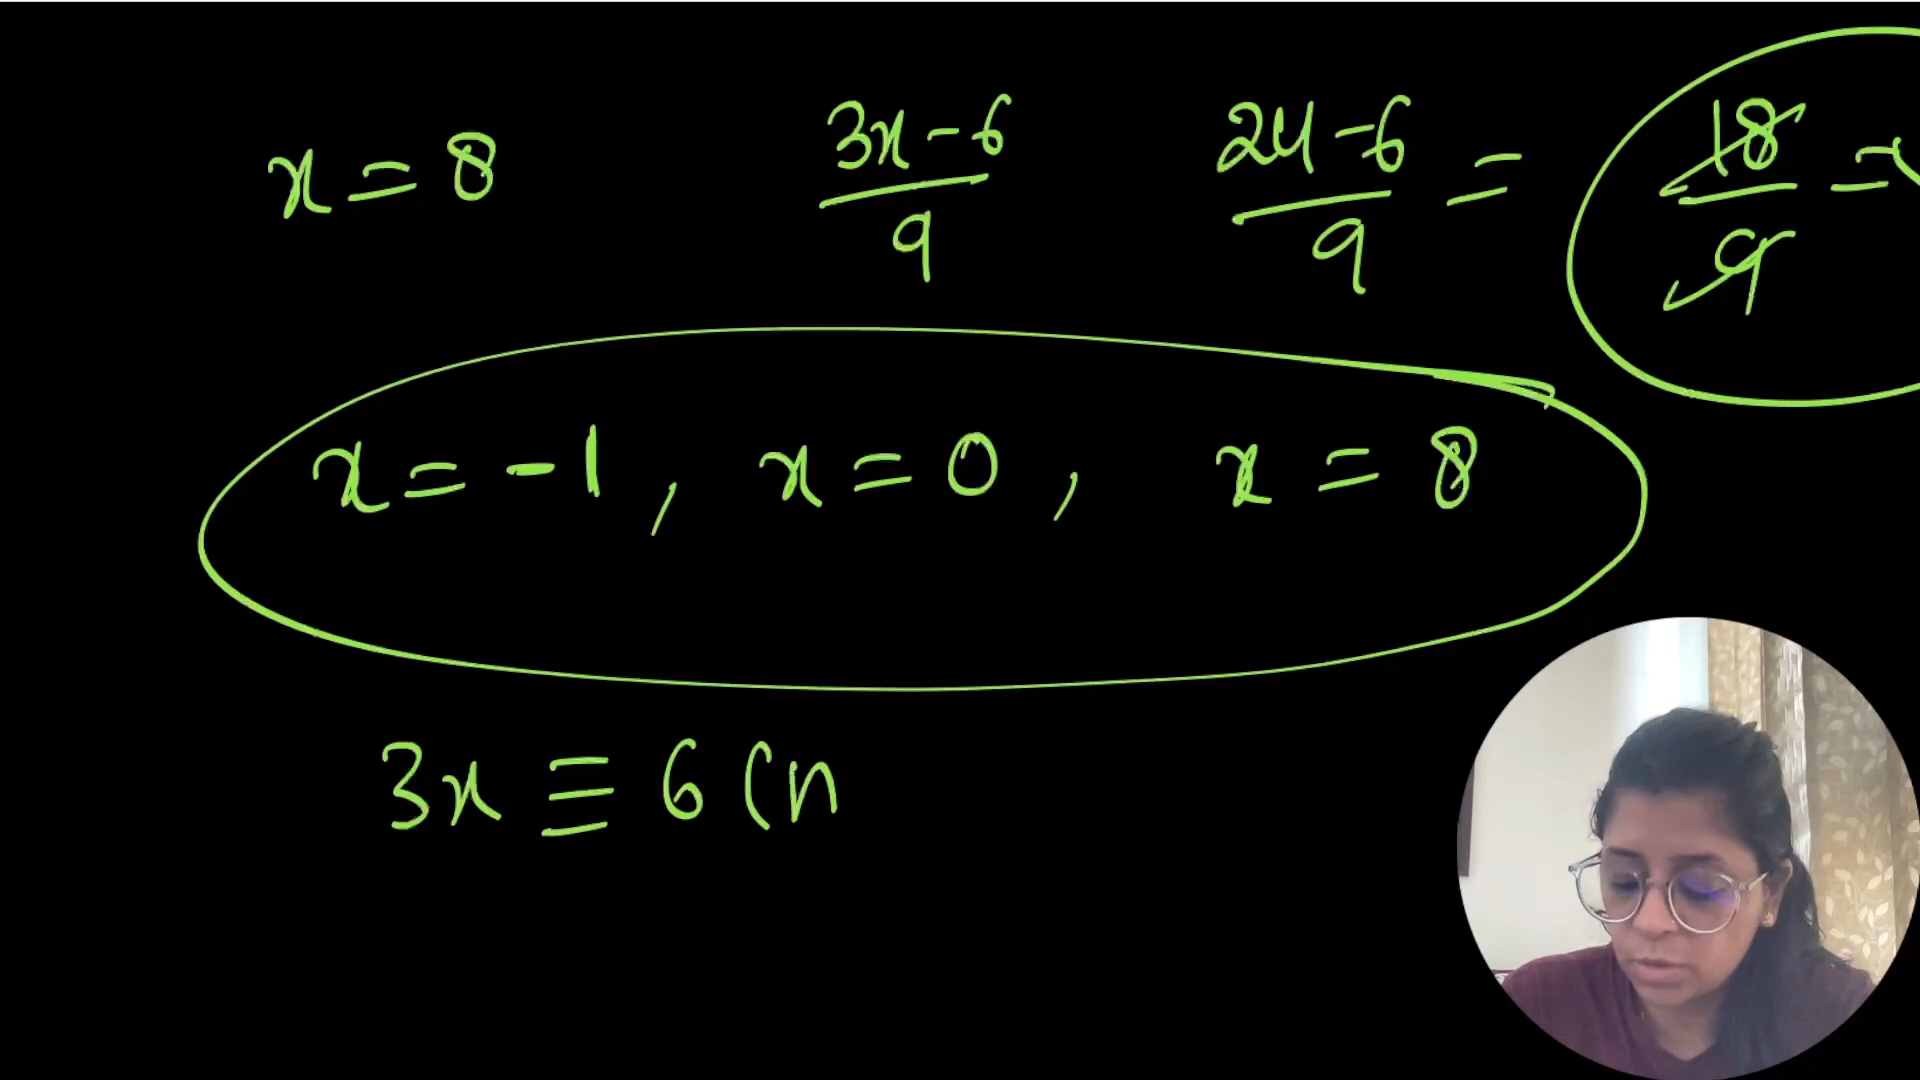 x = 8
3x - 6 / 9
24 - 6 / 9 = 18 / 9 =
x = -1 , x = 0 , x = 8
3x ≡ 6 (n